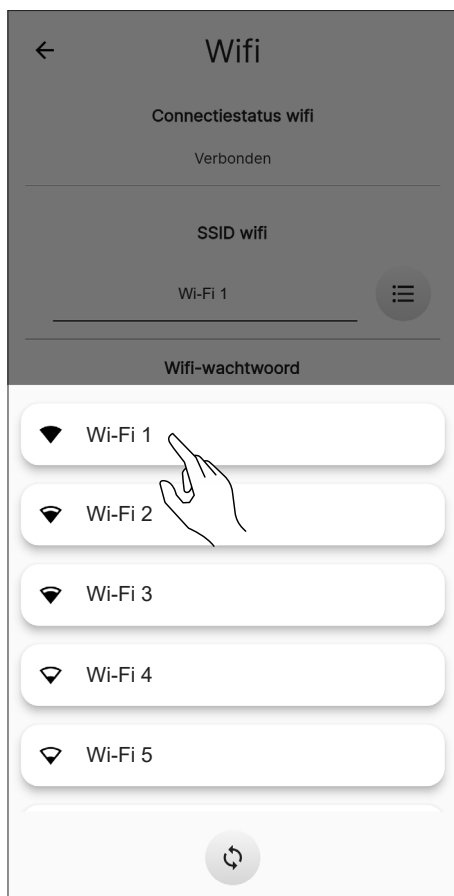 Wifi
Connectiestatus wifi
Verbonden
SSID wifi
Wi-Fi 1
Wifi-wachtwoord
Wi-Fi 1
Wi-Fi 2
Wi-Fi 3
Wi-Fi 4
Wi-Fi 5